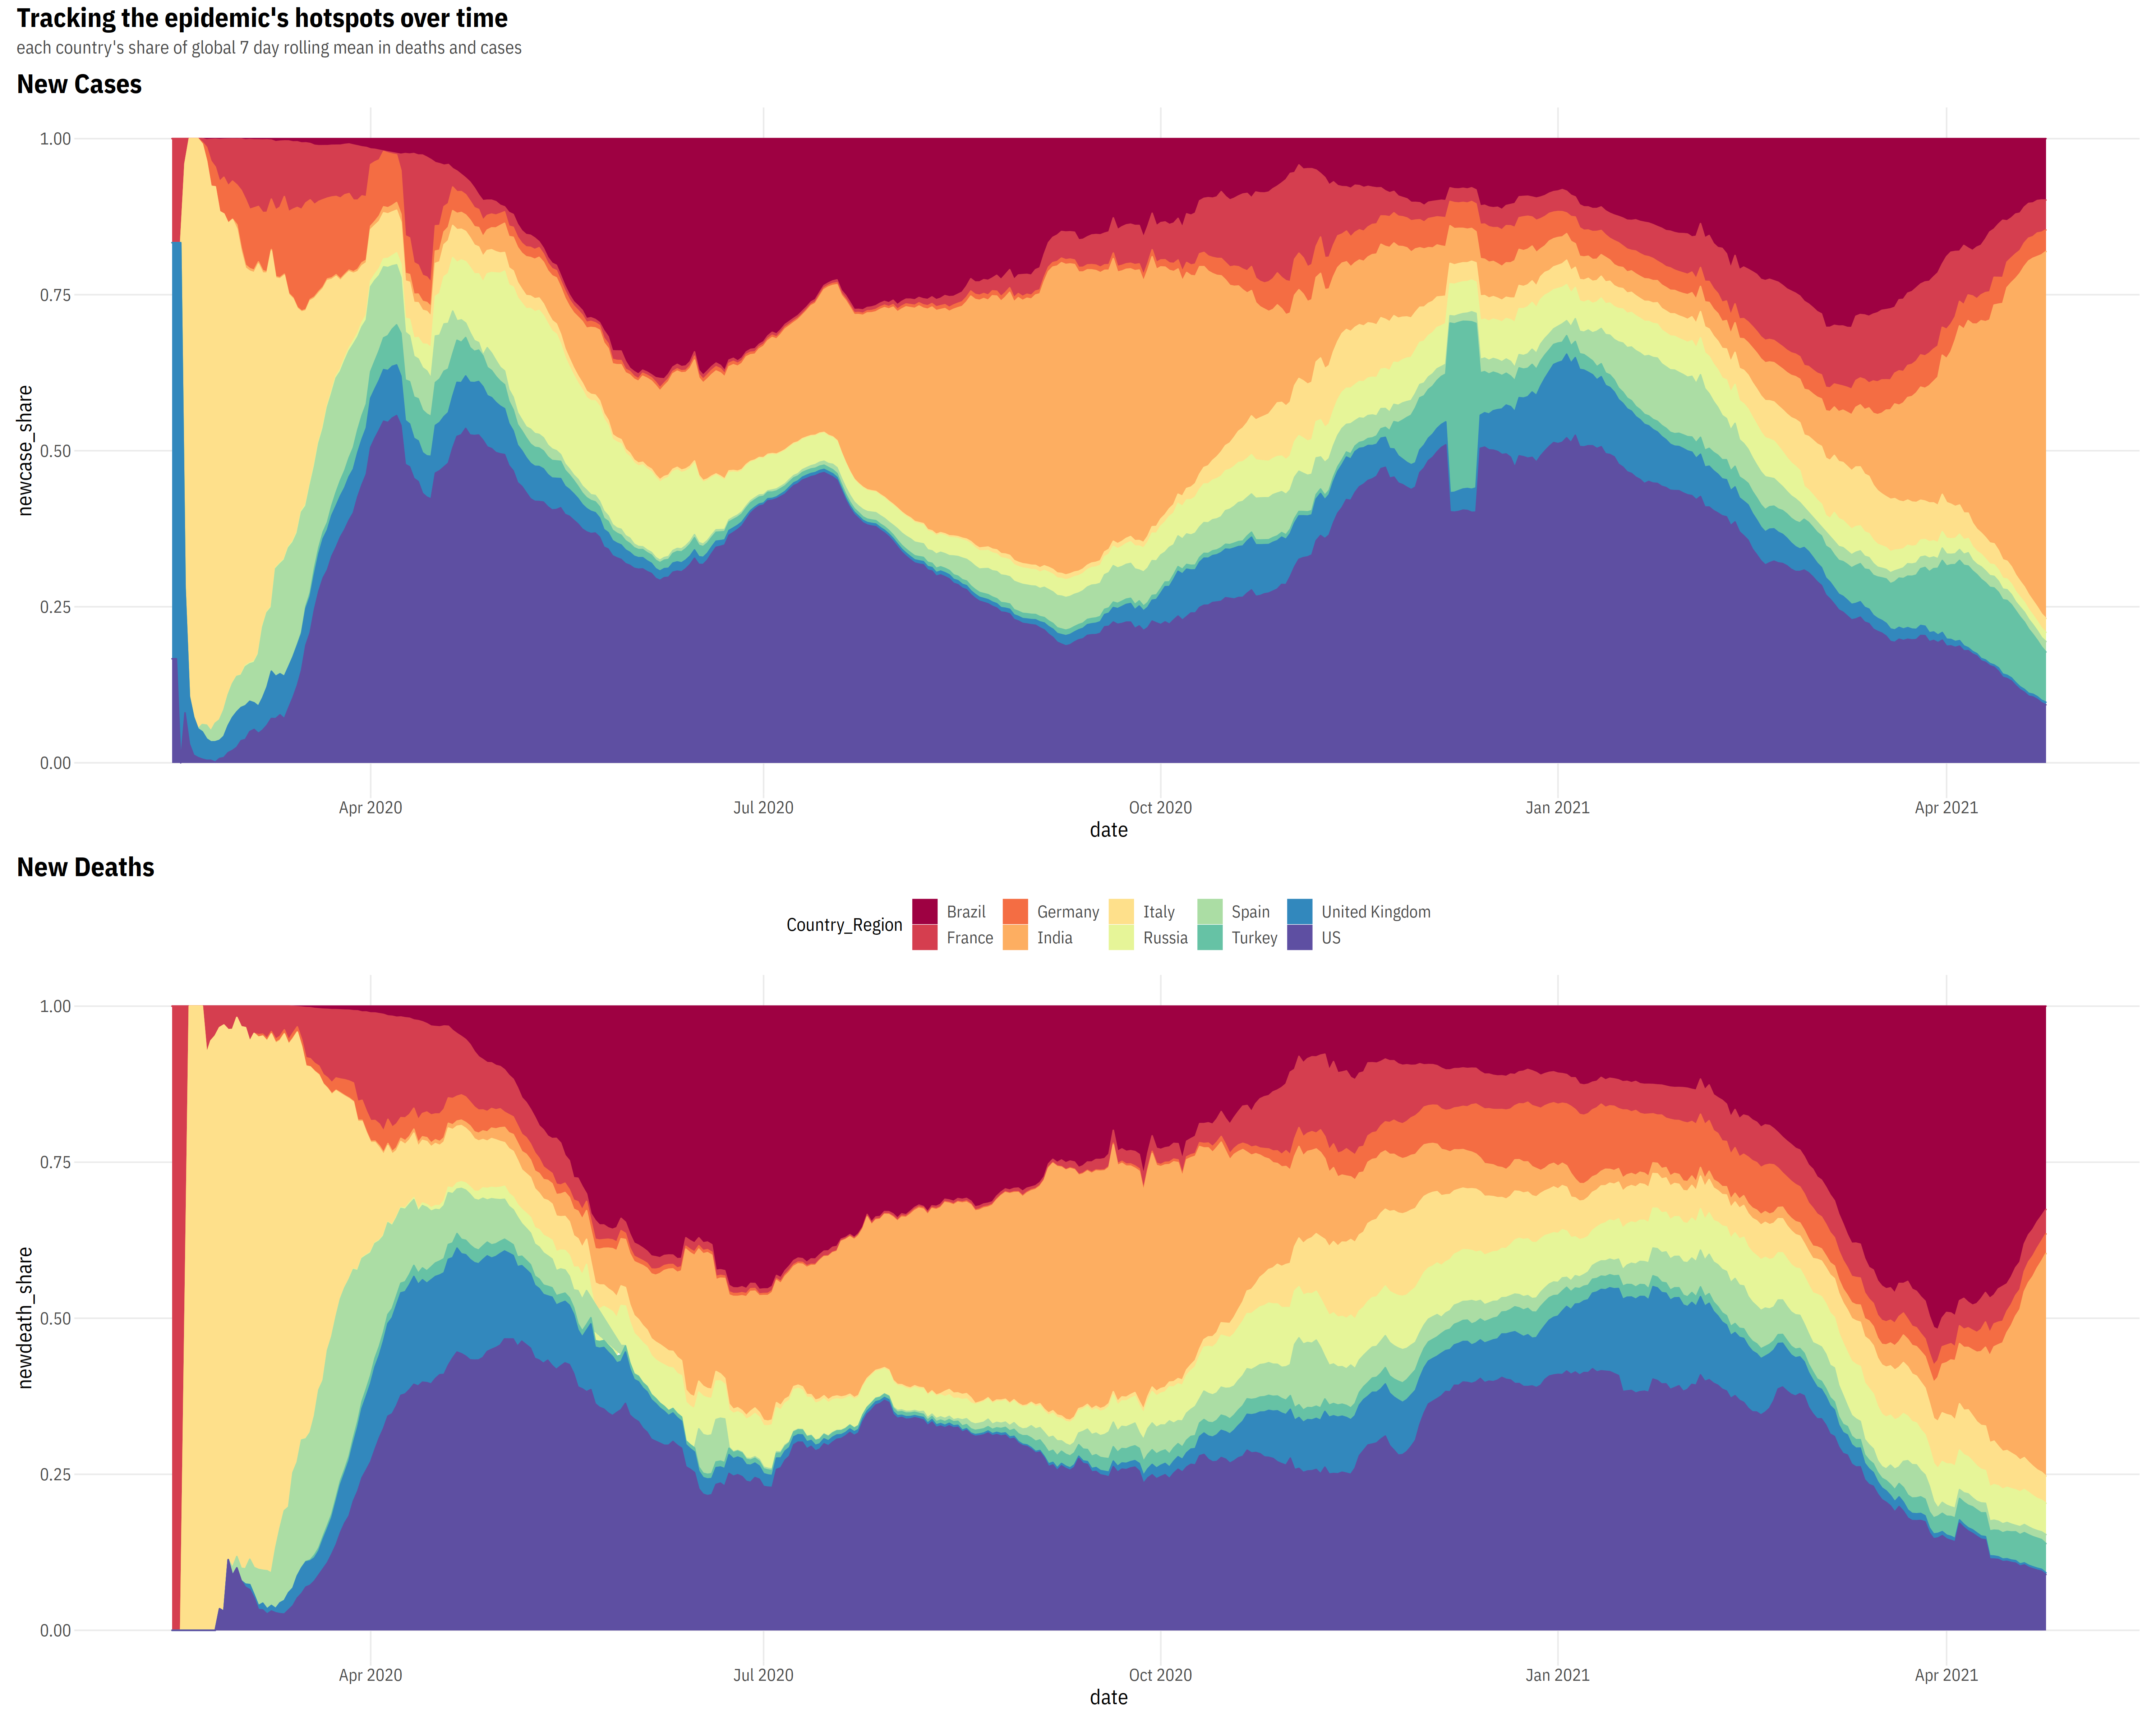 Tracking the epidemic's hotspots over time
each country's share of global 7 day rolling mean in deaths and cases
New Cases
newcase_share
1.00
0.75
0.50
0.25
0.00
Apr 2020 Jul 2020 Oct 2020 Jan 2021 Apr 2021
date
New Deaths
Country_Region
Brazil Germany Italy Spain United Kingdom
France India Russia Turkey US
newdeath_share
1.00
0.75
0.50
0.25
0.00
Apr 2020 Jul 2020 Oct 2020 Jan 2021 Apr 2021
date